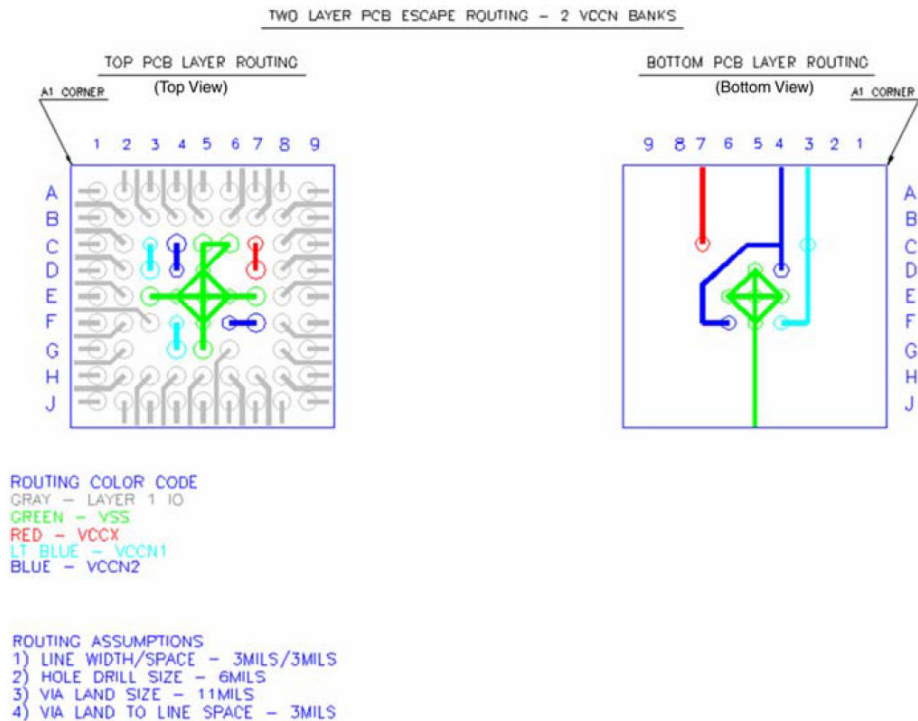 TWO LAYER PCB ESCAPE ROUTING – 2 VCCN BANKS
TOP PCB LAYER ROUTING
(Top View)
A1 CORNER
1 2 3 4 5 6 7 8 9
A
B
C
D
E
F
G
H
J
BOTTOM PCB LAYER ROUTING
(Bottom View)
A1 CORNER
9 8 7 6 5 4 3 2 1
A
B
C
D
E
F
G
H
J
ROUTING COLOR CODE
GRAY – LAYER 1 IO
GREEN – VSS
RED – VCCX
LT BLUE – VCCN1
BLUE – VCCN2
ROUTING ASSUMPTIONS
1) LINE WIDTH/SPACE – 3MILS/3MILS
2) HOLE DRILL SIZE – 6MILS
3) VIA LAND SIZE – 11MILS
4) VIA LAND TO LINE SPACE – 3MILS